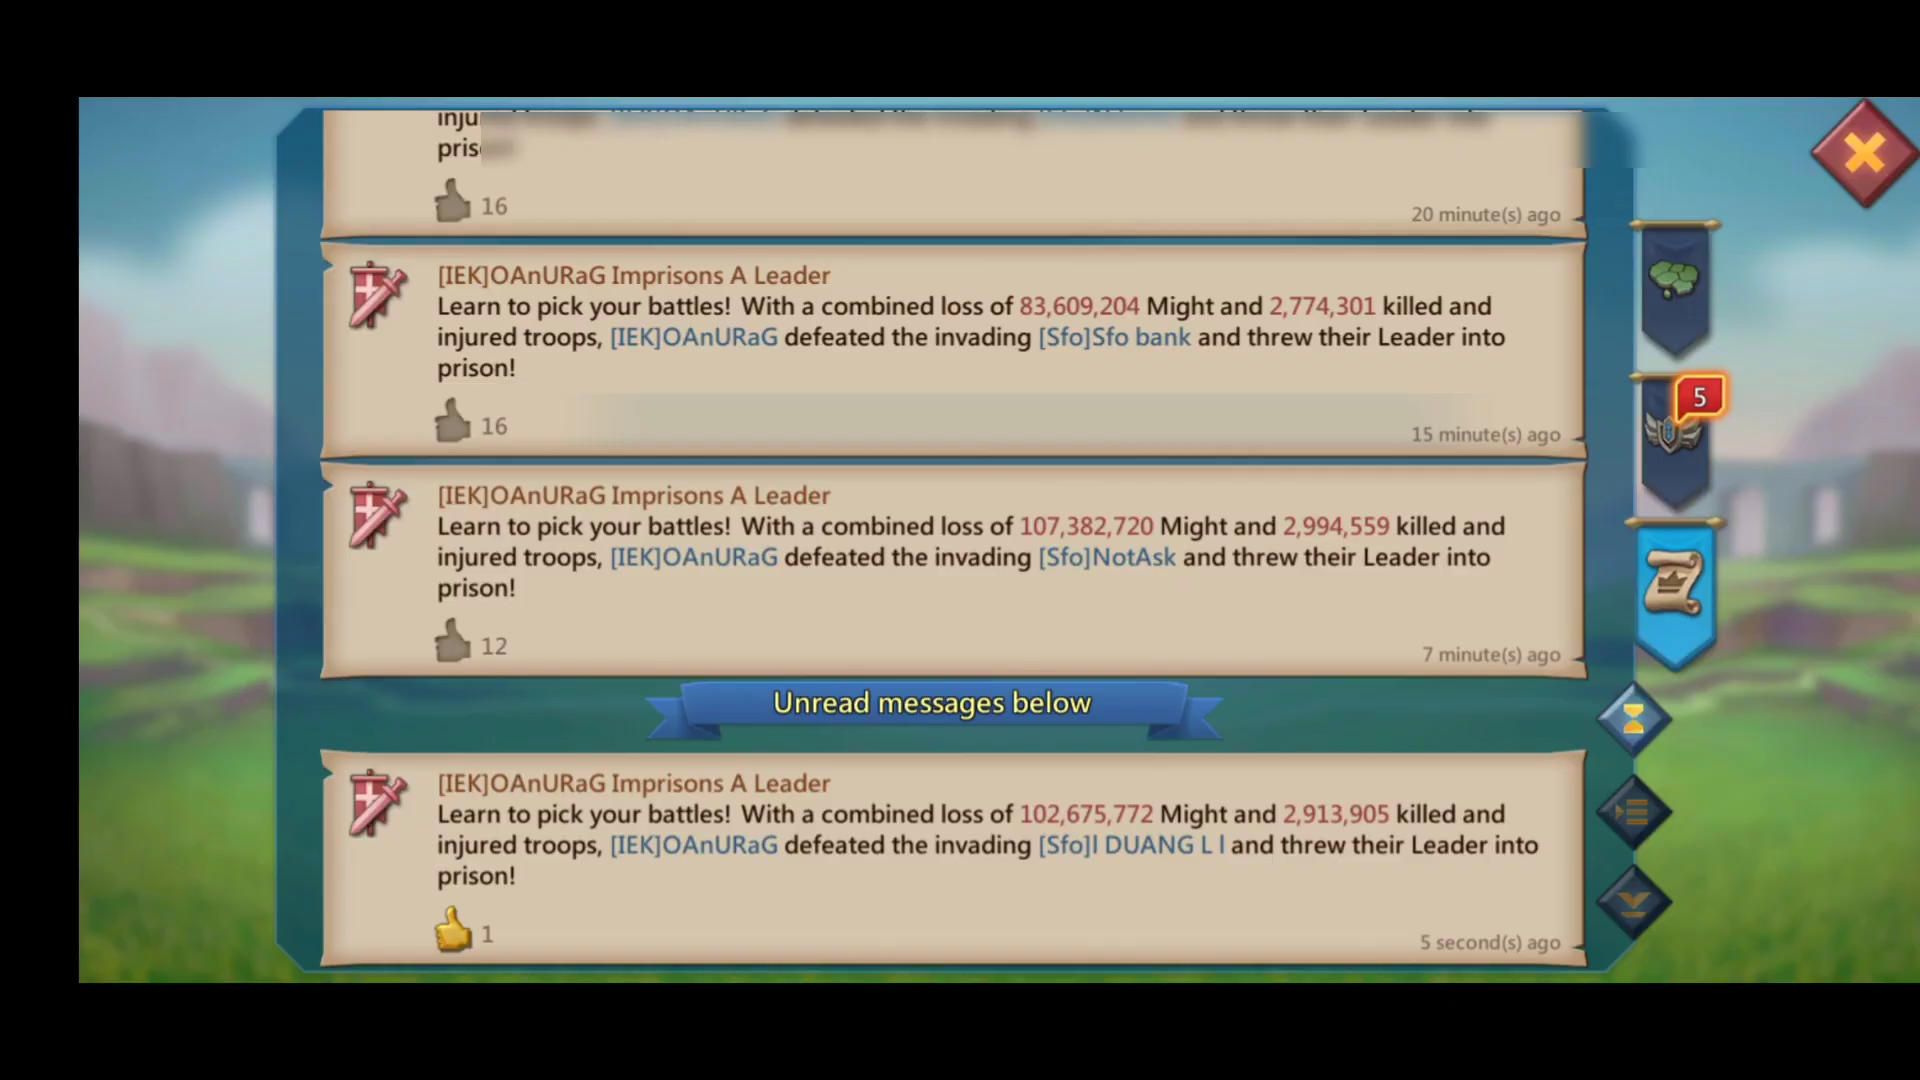 inju
pris
16
20 minute(s) ago
[IEK]OAnURaG Imprisons A Leader
Learn to pick your battles! With a combined loss of 83,609,204 Might and 2,774,301 killed and
injured troops, [IEK]OAnURaG defeated the invading [Sfo]Sfo bank and threw their Leader into
prison!
16
15 minute(s) ago
5
[IEK]OAnURaG Imprisons A Leader
Learn to pick your battles! With a combined loss of 107,382,720 Might and 2,994,559 killed and
injured troops, [IEK]OAnURaG defeated the invading [Sfo]NotAsk and threw their Leader into
prison!
12
7 minute(s) ago
Unread messages below
[IEK]OAnURaG Imprisons A Leader
Learn to pick your battles! With a combined loss of 102,675,772 Might and 2,913,905 killed and
injured troops, [IEK]OAnURaG defeated the invading [Sfo]l DUANG L l and threw their Leader into
prison!
1
5 second(s) ago